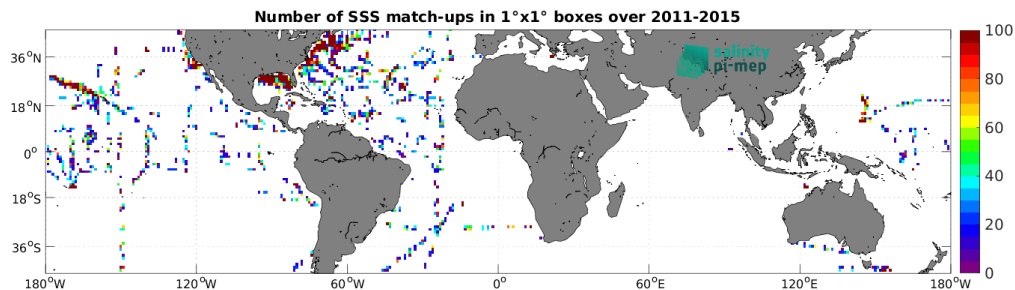 Number of SSS match-ups in 1°x1° boxes over 2011-2015
100
80
60
40
20
0
36°N
18°N
0°
18°S
36°S
salinity
pi-mep
180°W
120°W
60°W
0°
60°E
120°E
180°W